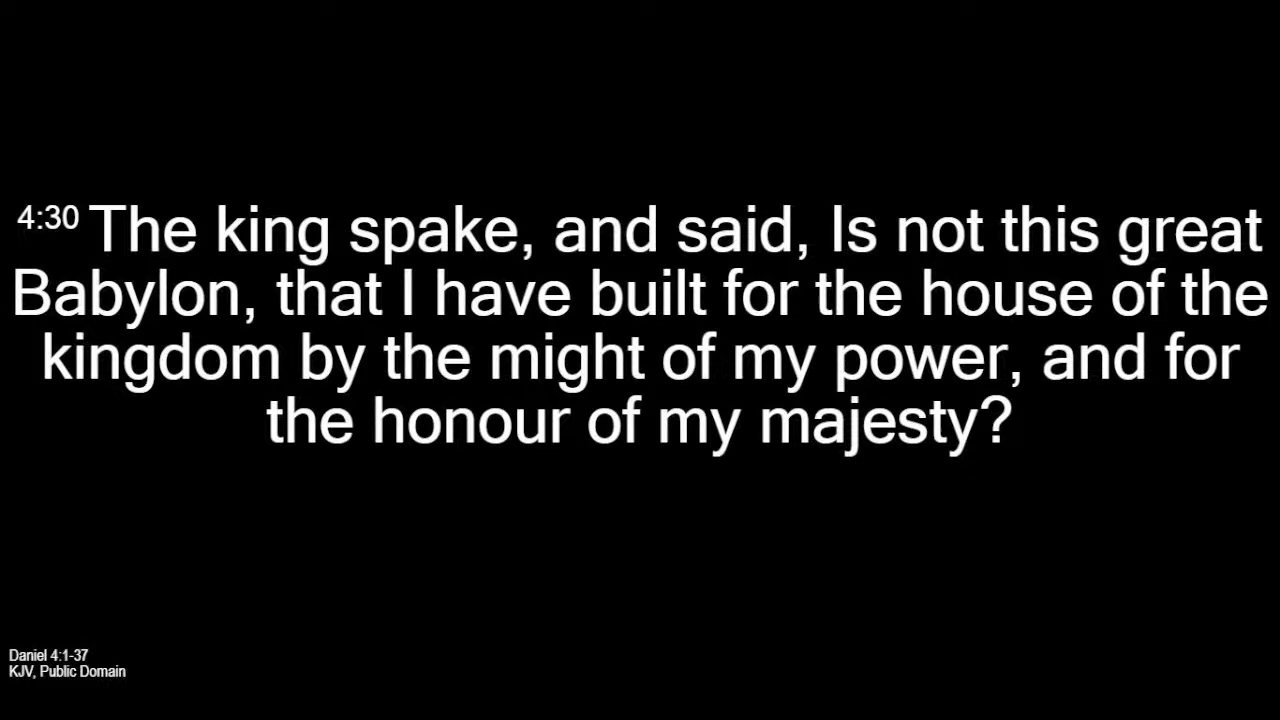 4:30 The king spake, and said, Is not this great
Babylon, that I have built for the house of the
kingdom by the might of my power, and for
the honour of my majesty?
Daniel 4:1-37
KJV, Public Domain